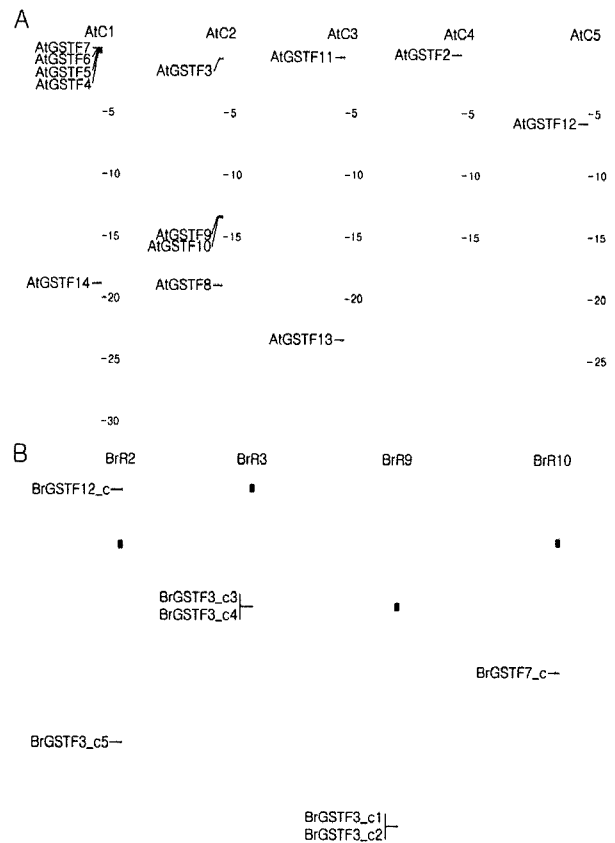 A
AtC1 AtC2 AtC3 AtC4 AtC5
AtGSTF7
AtGSTF6
AtGSTF5
AtGSTF4
-5
-10
-15
AtGSTF14
-20
-25
-30
AtGSTF3
-5
-10
AtGSTF9
AtGSTF10
-15
AtGSTF8
AtGSTF11
-5
-10
-15
-20
AtGSTF13
AtGSTF2
-5
-10
-15
-5
AtGSTF12
-10
-15
-20
-25
B
BrR2 BrR3 BrR9 BrR10
BrGSTF12_c
BrGSTF3_c5
BrGSTF3_c3
BrGSTF3_c4
BrGSTF3_c1
BrGSTF3_c2
BrGSTF7_c